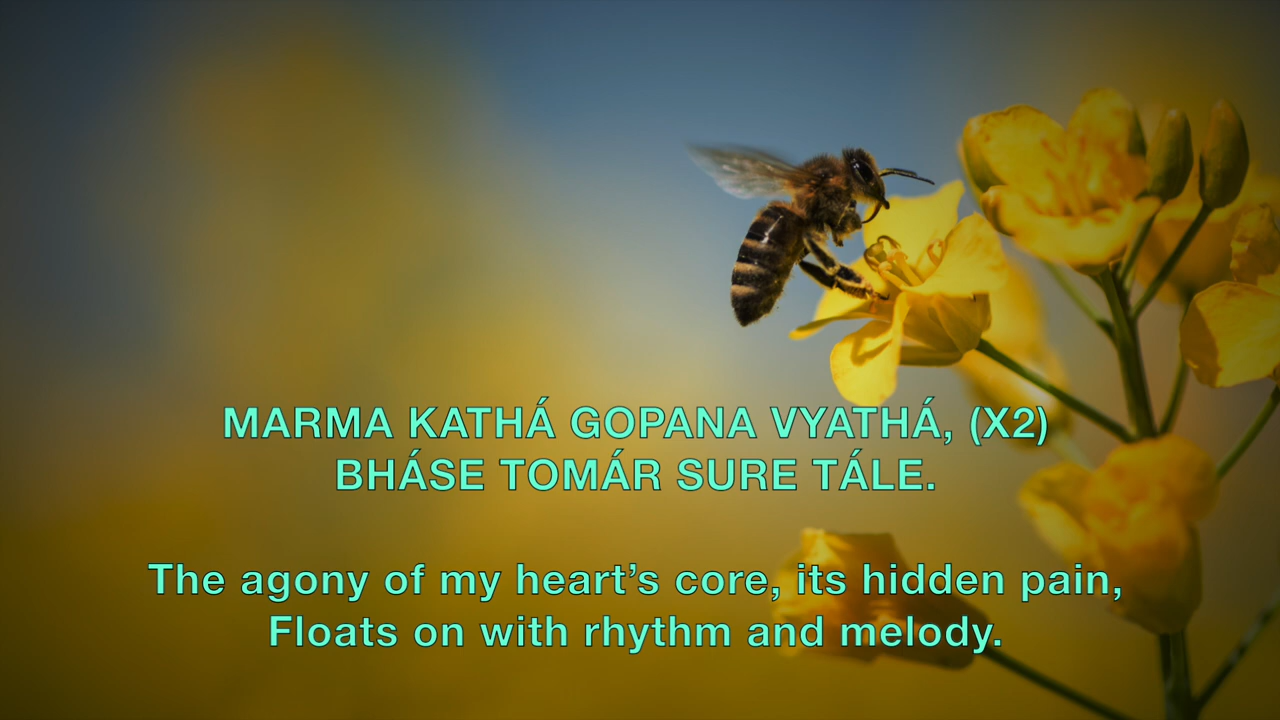 MARMA KATHÁ GOPANA VYATHÁ, (X2)
BHÁSE TOMÁR SURE TÁLE.
The agony of my heart’s core, its hidden pain,
Floats on with rhythm and melody.